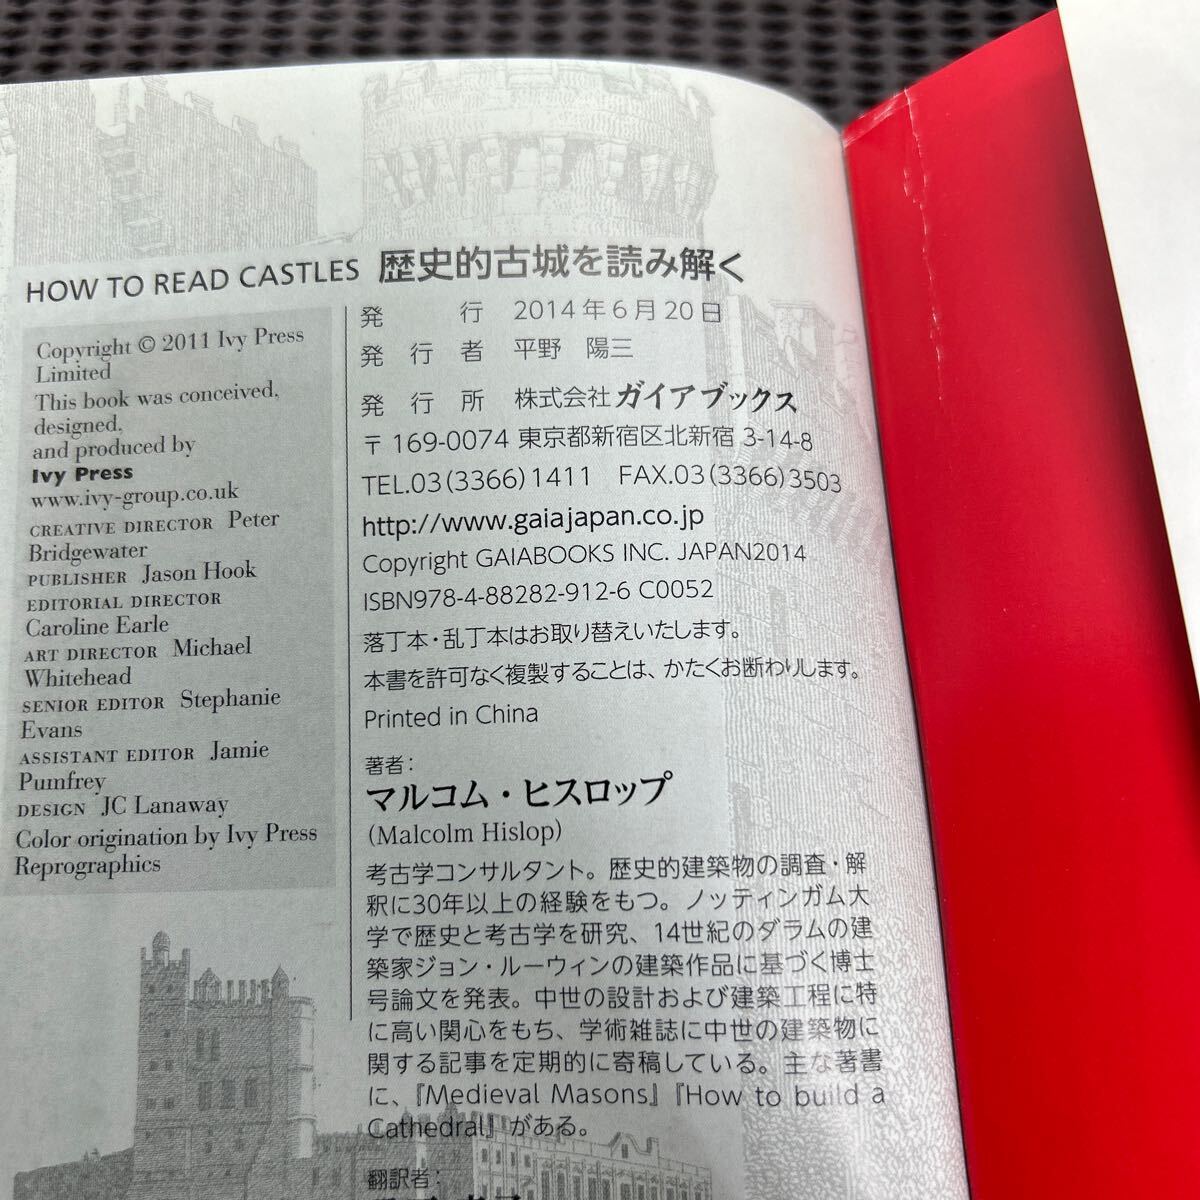 HOW TO READ CASTLES 歴史的古城を読み解く
Copyright © 2011 Ivy Press
Limited
This book was conceived,
designed,
and produced by
Ivy Press
www.ivy-group.co.uk
CREATIVE DIRECTOR Peter
Bridgewater
PUBLISHER Jason Hook
EDITORIAL DIRECTOR
Caroline Earle
ART DIRECTOR Michael
Whitehead
SENIOR EDITOR Stephanie
Evans
ASSISTANT EDITOR Jamie
Pumfrey
DESIGN JC Lanaway
Color origination by Ivy Press
Reprographics
発 行 2014年6月20日
発 行 者 平野 陽三
発 行 所 株式会社 ガイアブックス
〒169-0074 東京都新宿区北新宿 3-14-8
TEL.03(3366)1411 FAX.03(3366)3503
http://www.gaiajapan.co.jp
Copyright GAIABOOKS INC. JAPAN2014
ISBN978-4-88282-912-6 C0052
落丁本・乱丁本はお取り替えいたします。
本書を許可なく複製することは、かたくお断わりします。
Printed in China
著者：
マルコム・ヒスロップ
(Malcolm Hislop)
考古学コンサルタント。歴史的建築物の調査・解
釈に30年以上の経験をもつ。ノッティンガム大
学で歴史と考古学を研究、14世紀のダラムの建
築家ジョン・ルーウィンの建築作品に基づく博士
号論文を発表。中世の設計および建築工程に特
に高い関心をもち、学術雑誌に中世の建築物に
関する記事を定期的に寄稿している。主な著書
に、『Medieval Masons』『How to build a
Cathedral』がある。
翻訳者：